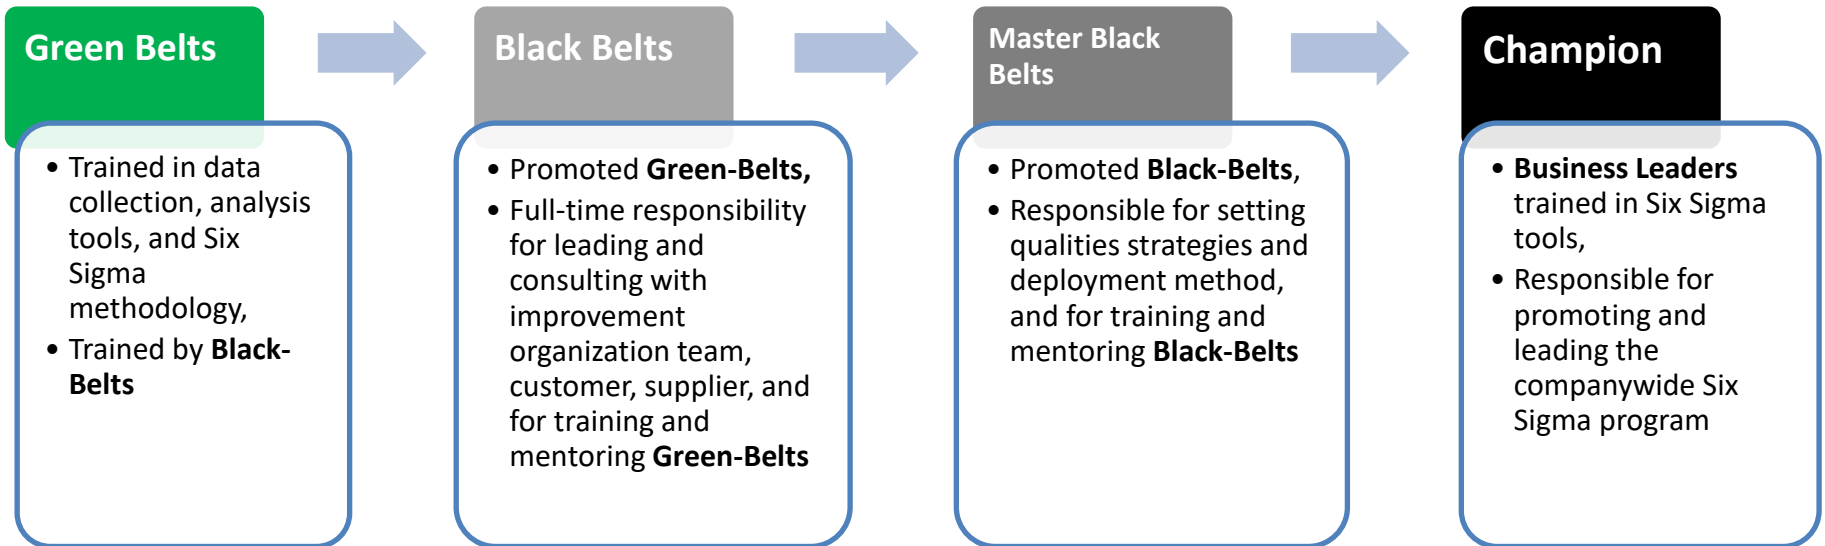 Green Belts
• Trained in data
collection, analysis
tools, and Six
Sigma
methodology,
• Trained by Black-
Belts
Black Belts
• Promoted Green-Belts,
• Full-time responsibility
for leading and
consulting with
improvement
organization team,
customer, supplier, and
for training and
mentoring Green-Belts
Master Black
Belts
• Promoted Black-Belts,
• Responsible for setting
qualities strategies and
deployment method,
and for training and
mentoring Black-Belts
Champion
• Business Leaders
trained in Six Sigma
tools,
• Responsible for
promoting and
leading the
companywide Six
Sigma program